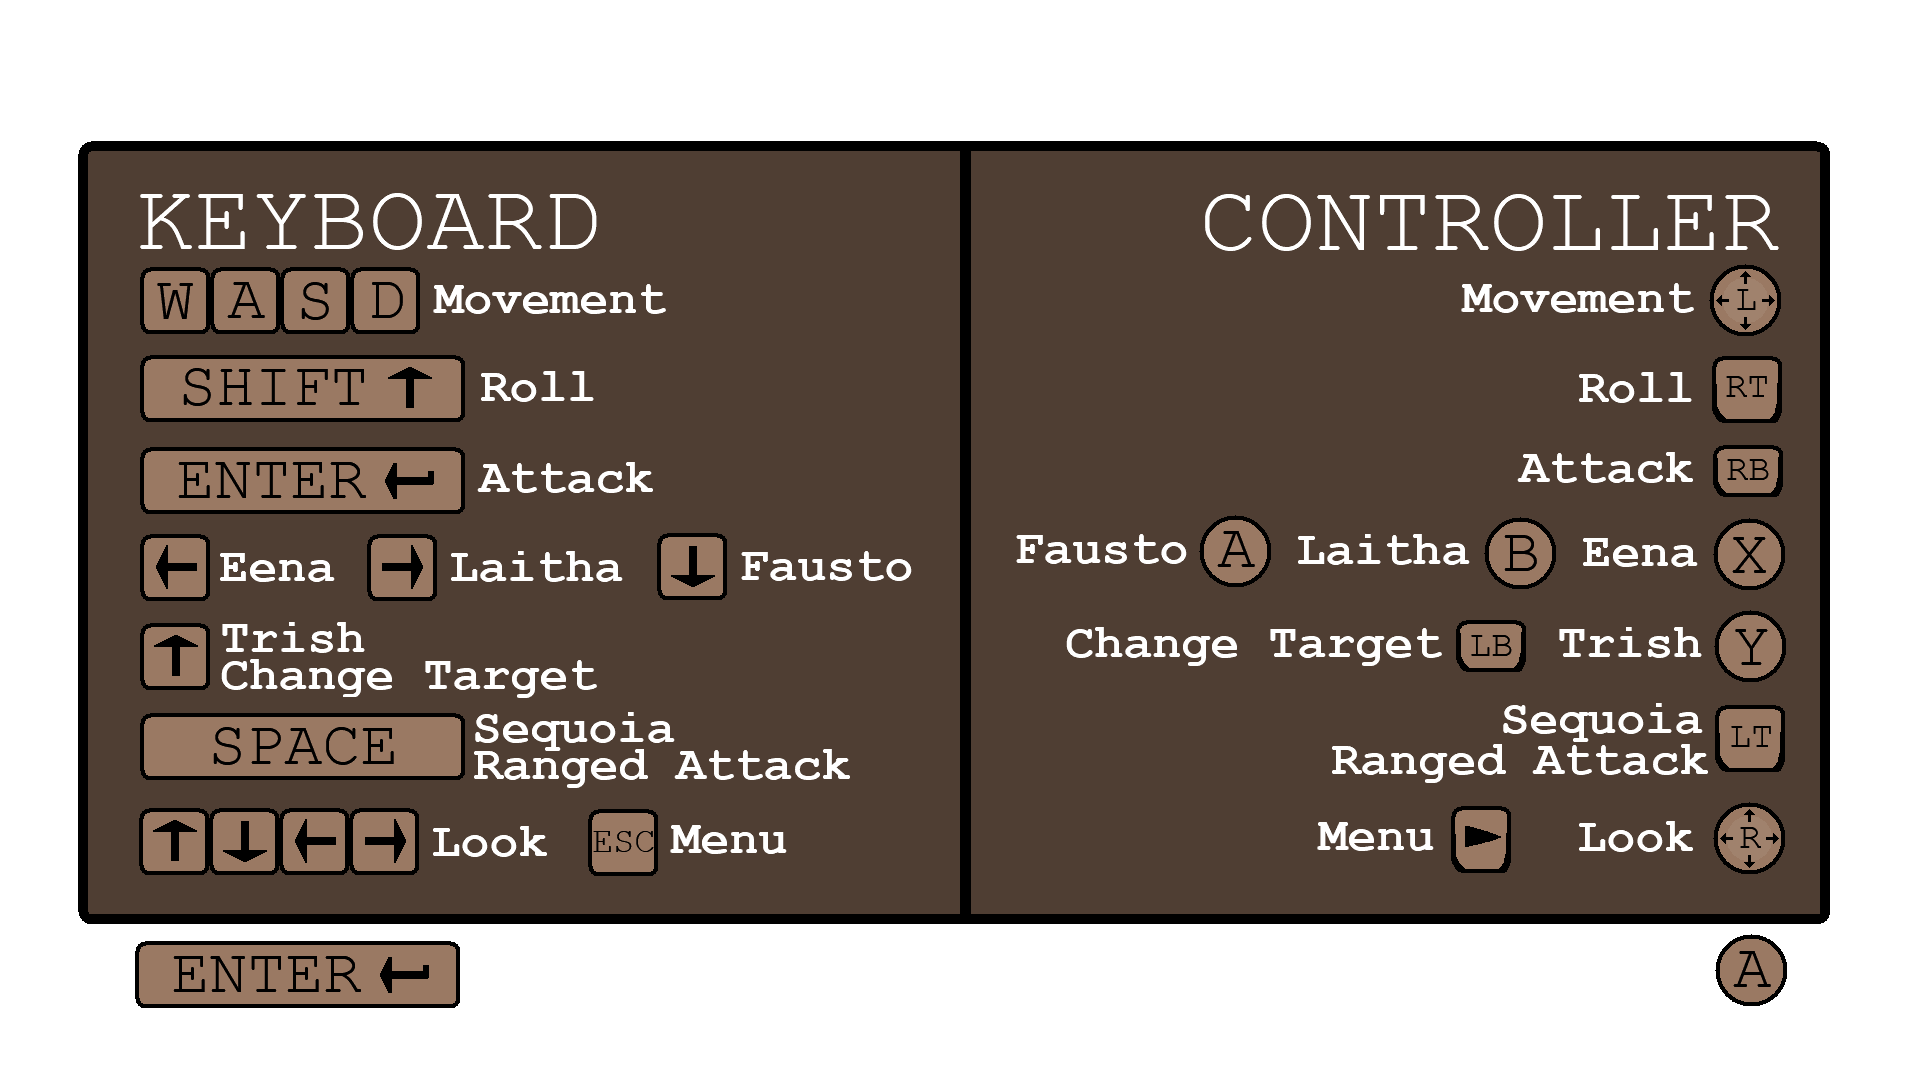 KEYBOARD
W A S D Movement
SHIFT ↑ Roll
ENTER ← Attack
← Eena → Laitha ↓ Fausto
↑ Trish
Change Target
SPACE Sequoia
Ranged Attack
↑ ↓ ← → Look ESC Menu
ENTER ←
CONTROLLER
Movement L
Roll RT
Attack RB
Fausto A Laitha B Eena X
Change Target LB Trish Y
Sequoia
Ranged Attack LT
Menu ► Look R
A